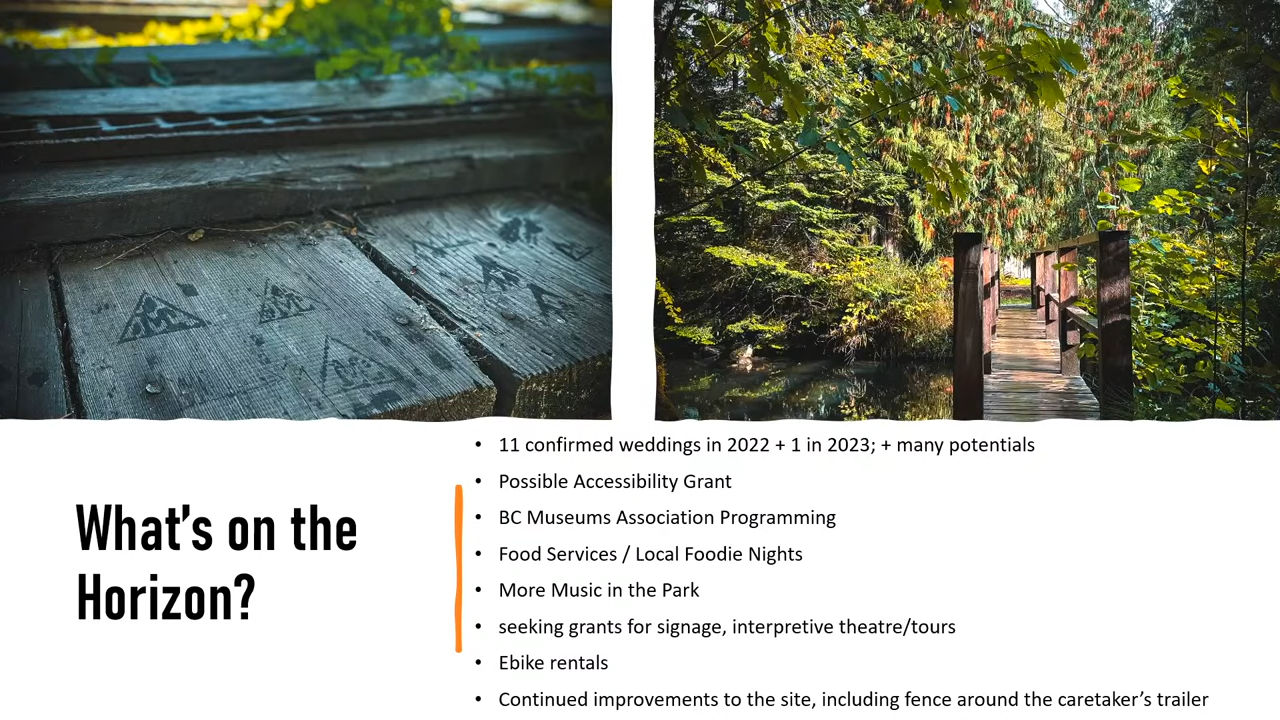 What's on the
Horizon?
• 11 confirmed weddings in 2022 + 1 in 2023; + many potentials
• Possible Accessibility Grant
• BC Museums Association Programming
• Food Services / Local Foodie Nights
• More Music in the Park
• seeking grants for signage, interpretive theatre/tours
• Ebike rentals
• Continued improvements to the site, including fence around the caretaker’s trailer